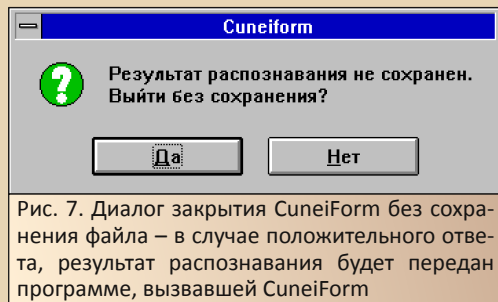 Cuneiform
Результат распознавания не сохранен.
Выйти без сохранения?
Да
Нет
Рис. 7. Диалог закрытия CuneiForm без сохра-
нения файла – в случае положительного отве-
та, результат распознавания будет передан
программе, вызвавшей CuneiForm